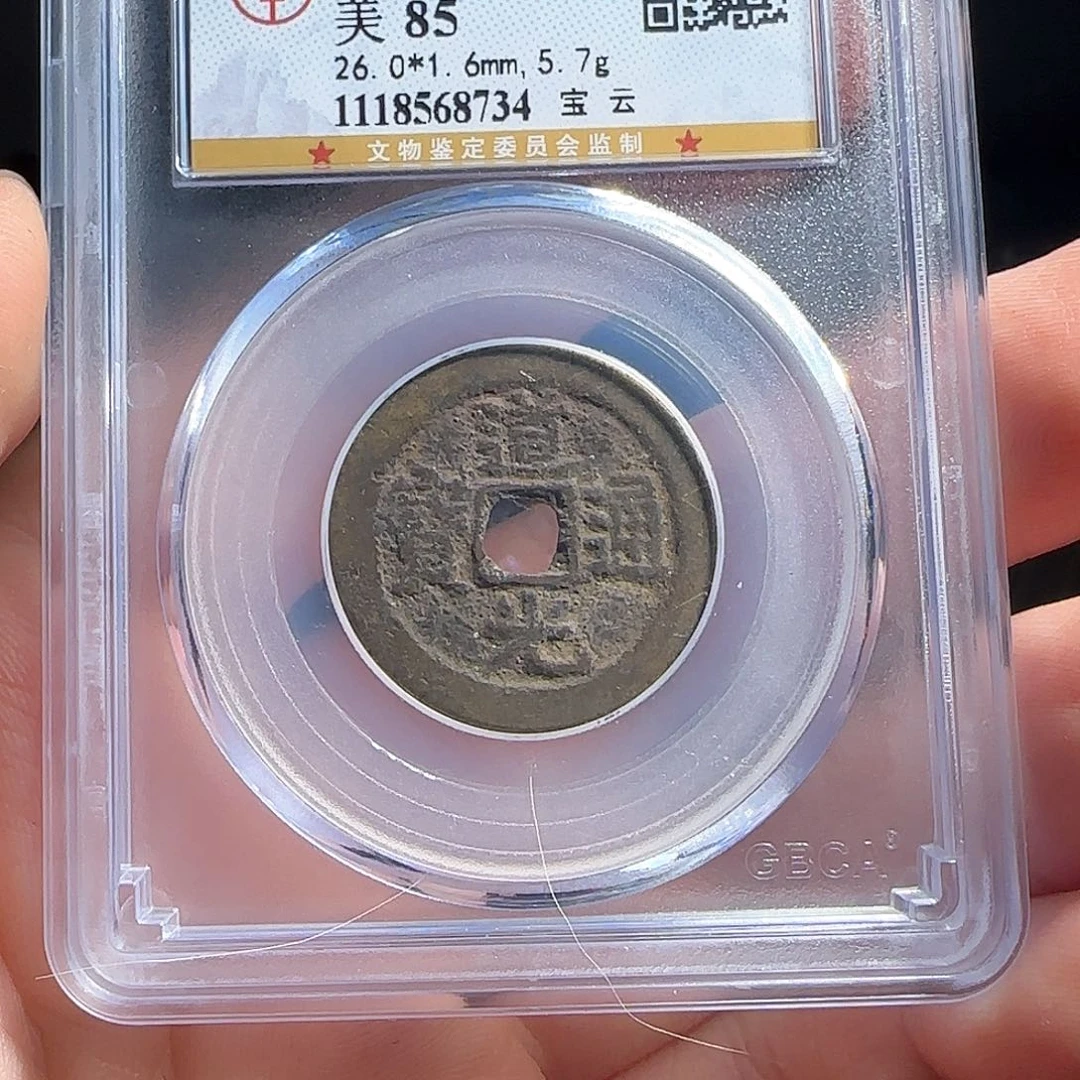 美 85
26.0*1.6mm, 5.7g
1118568734 宝云
文物鉴定委员会监制
道
寶 通
光
GBCA